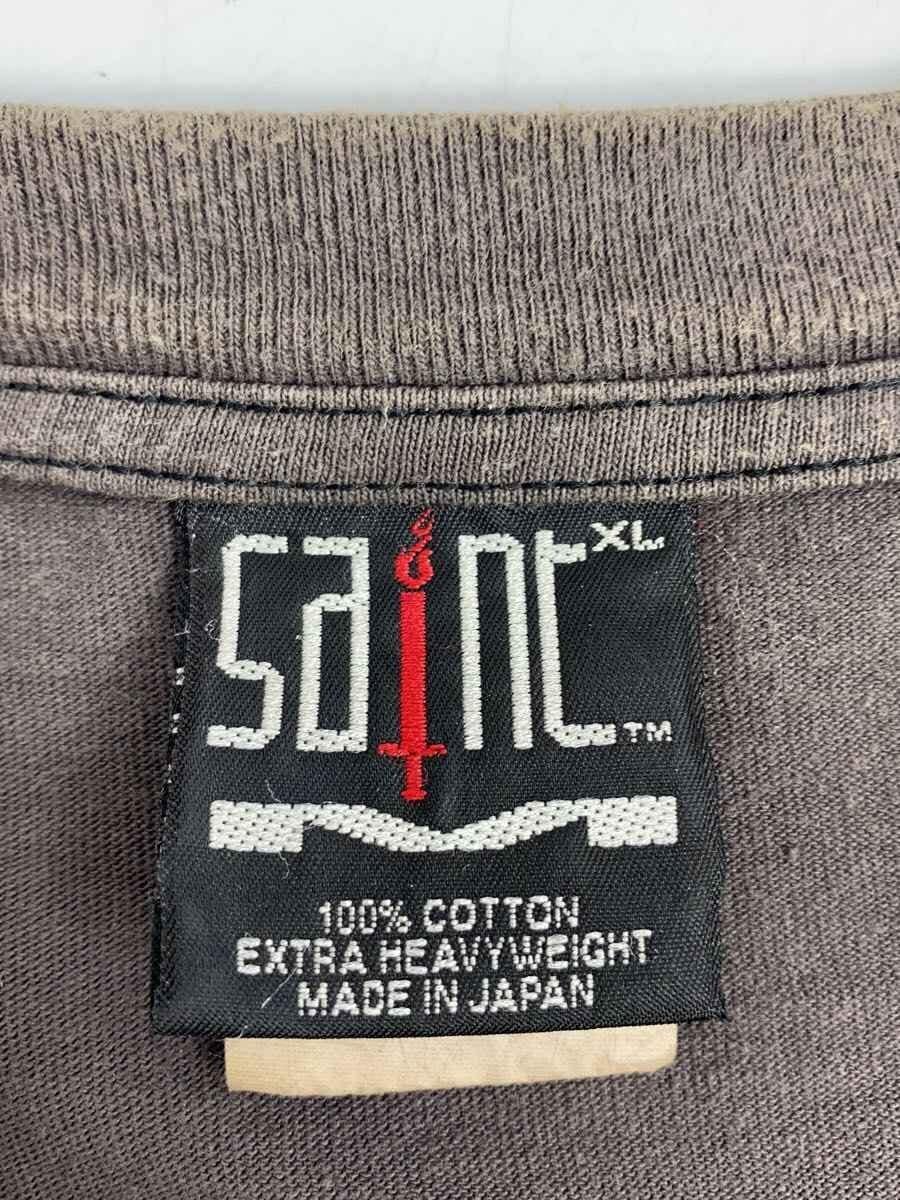 saint XL
TM
100% COTTON
EXTRA HEAVYWEIGHT
MADE IN JAPAN